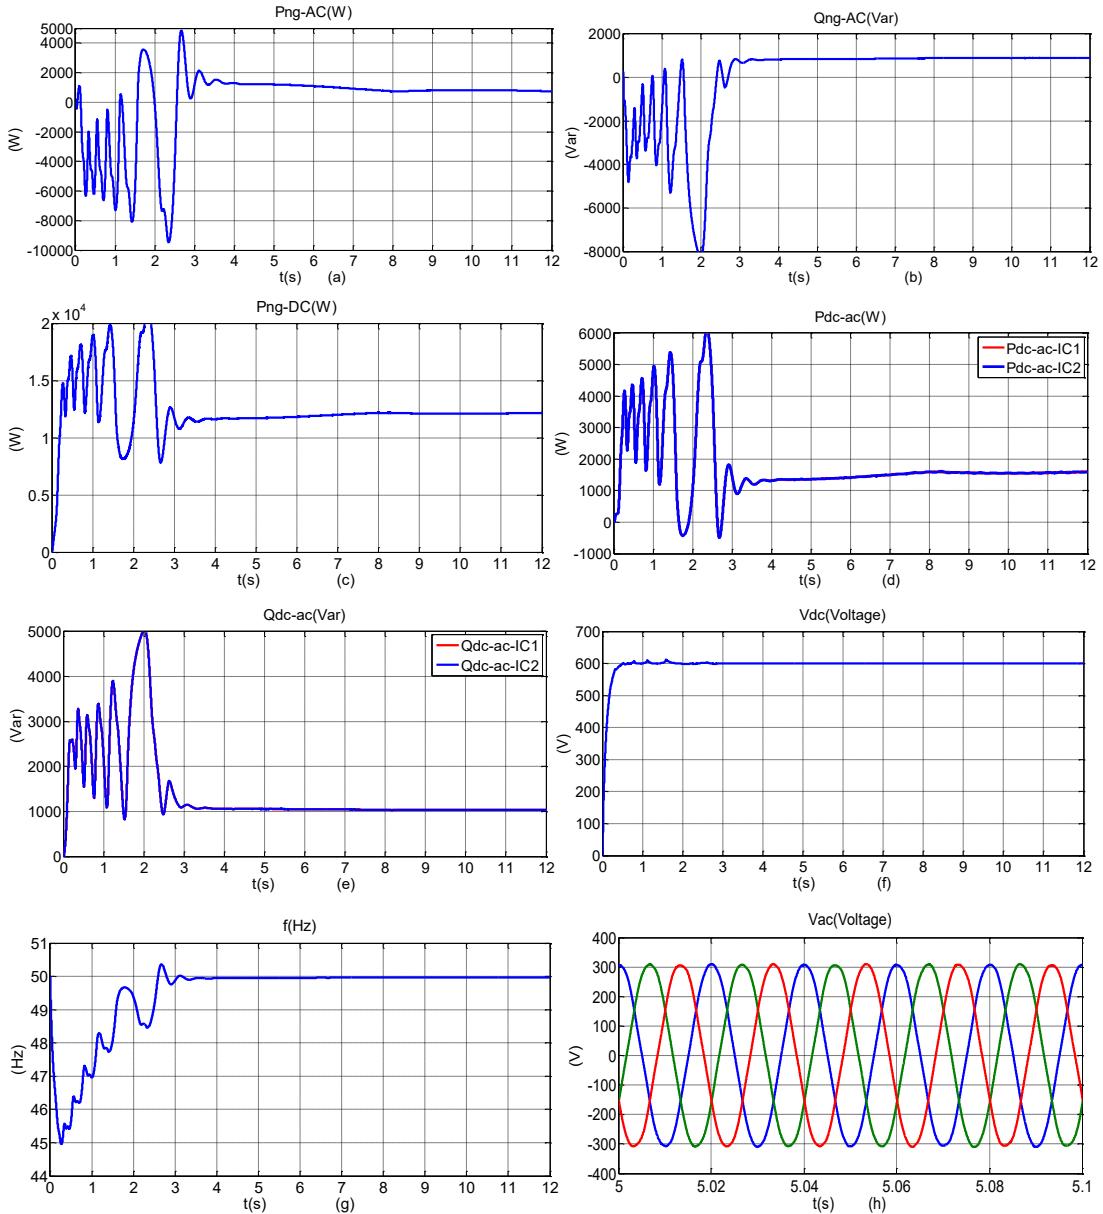 Png-AC(W)
5000
4000
2000
0
-2000
-4000
-6000
-8000
-10000
(W)
0 1 2 3 4 5 6 7 8 9 10 11 12
t(s) (a)
Qng-AC(Var)
2000
0
-2000
-4000
-6000
-8000
(Var)
0 1 2 3 4 5 6 7 8 9 10 11 12
t(s) (b)
Png-DC(W)
2 x 10⁴
1.5
1
0.5
0
(W)
0 1 2 3 4 5 6 7 8 9 10 11 12
t(s) (c)
Pdc-ac(W)
6000
5000
4000
3000
2000
1000
0
-1000
(W)
Pdc-ac-IC1
Pdc-ac-IC2
0 1 2 3 4 5 6 7 8 9 10 11 12
t(s) (d)
Qdc-ac(Var)
5000
4000
3000
2000
1000
0
(Var)
Qdc-ac-IC1
Qdc-ac-IC2
0 1 2 3 4 5 6 7 8 9 10 11 12
t(s) (e)
Vdc(Voltage)
700
600
500
400
300
200
100
0
(V)
0 1 2 3 4 5 6 7 8 9 10 11 12
t(s) (f)
f(Hz)
51
50
49
48
47
46
45
44
(Hz)
0 1 2 3 4 5 6 7 8 9 10 11 12
t(s) (g)
Vac(Voltage)
400
300
200
100
0
-100
-200
-300
-400
(V)
5 5.02 5.04 5.06 5.08 5.1
t(s) (h)